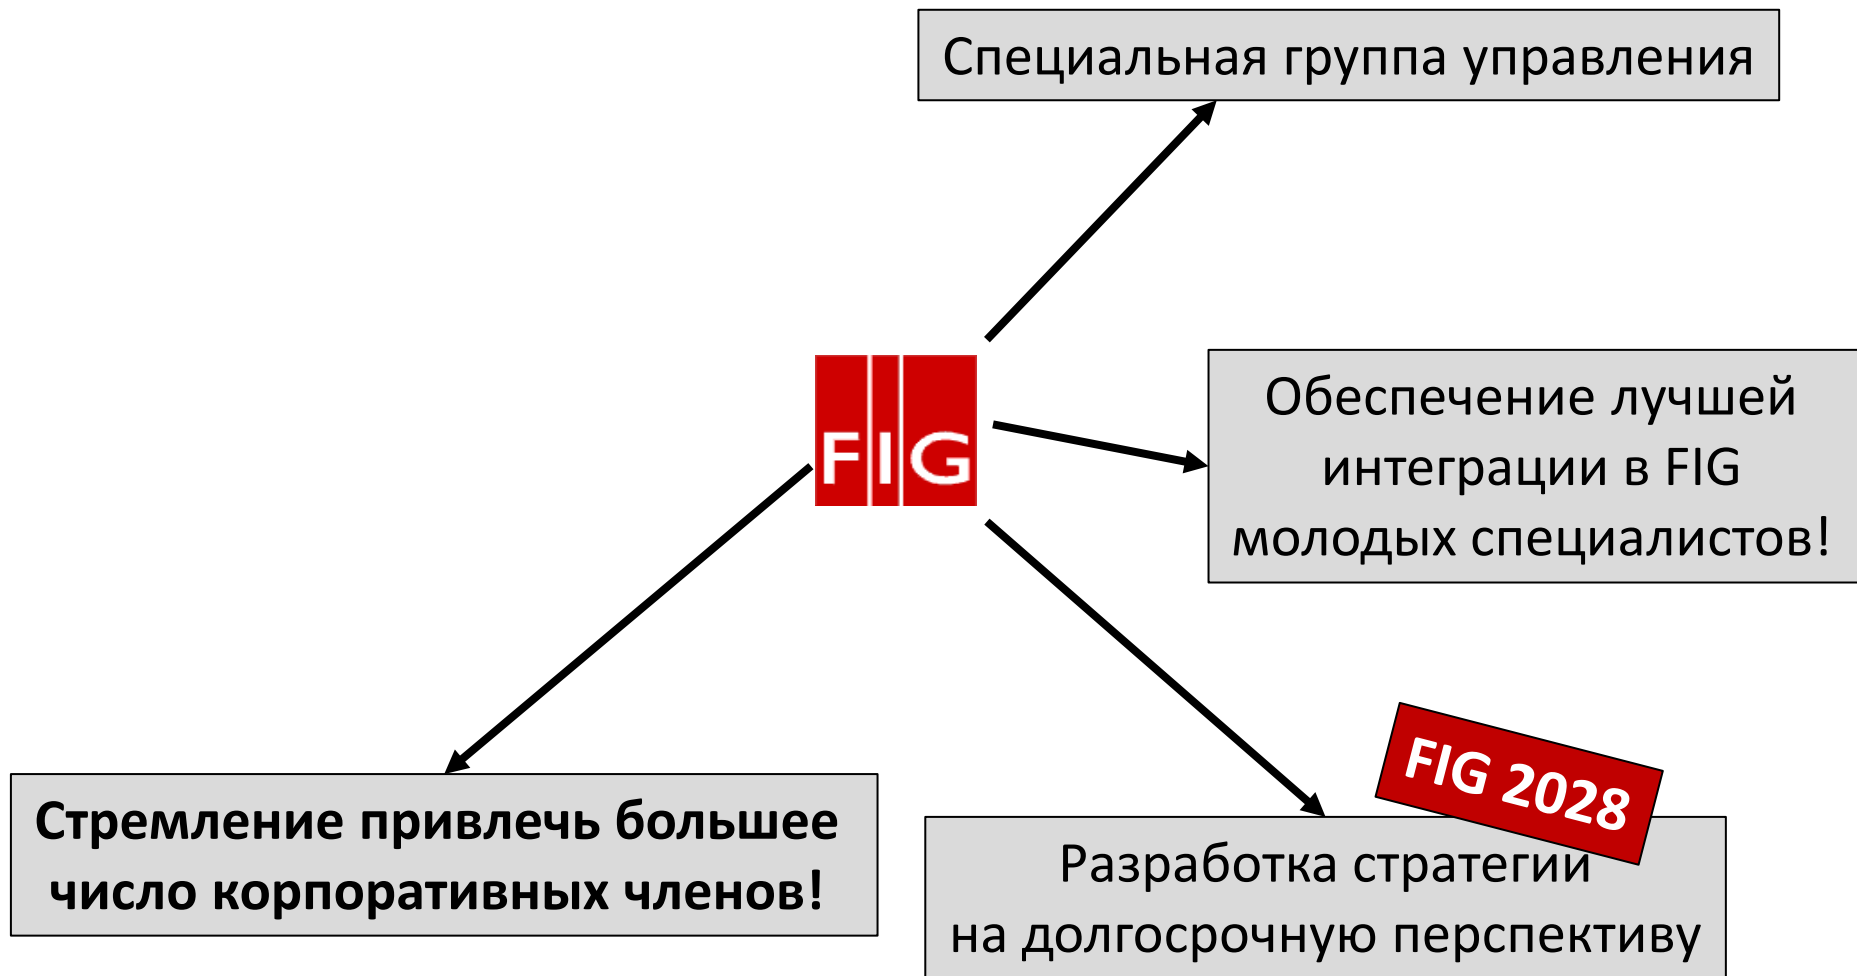 Специальная группа управления
FIG
Обеспечение лучшей
интеграции в FIG
молодых специалистов!
Стремление привлечь большее
число корпоративных членов!
FIG 2028
Разработка стратегии
на долгосрочную перспективу